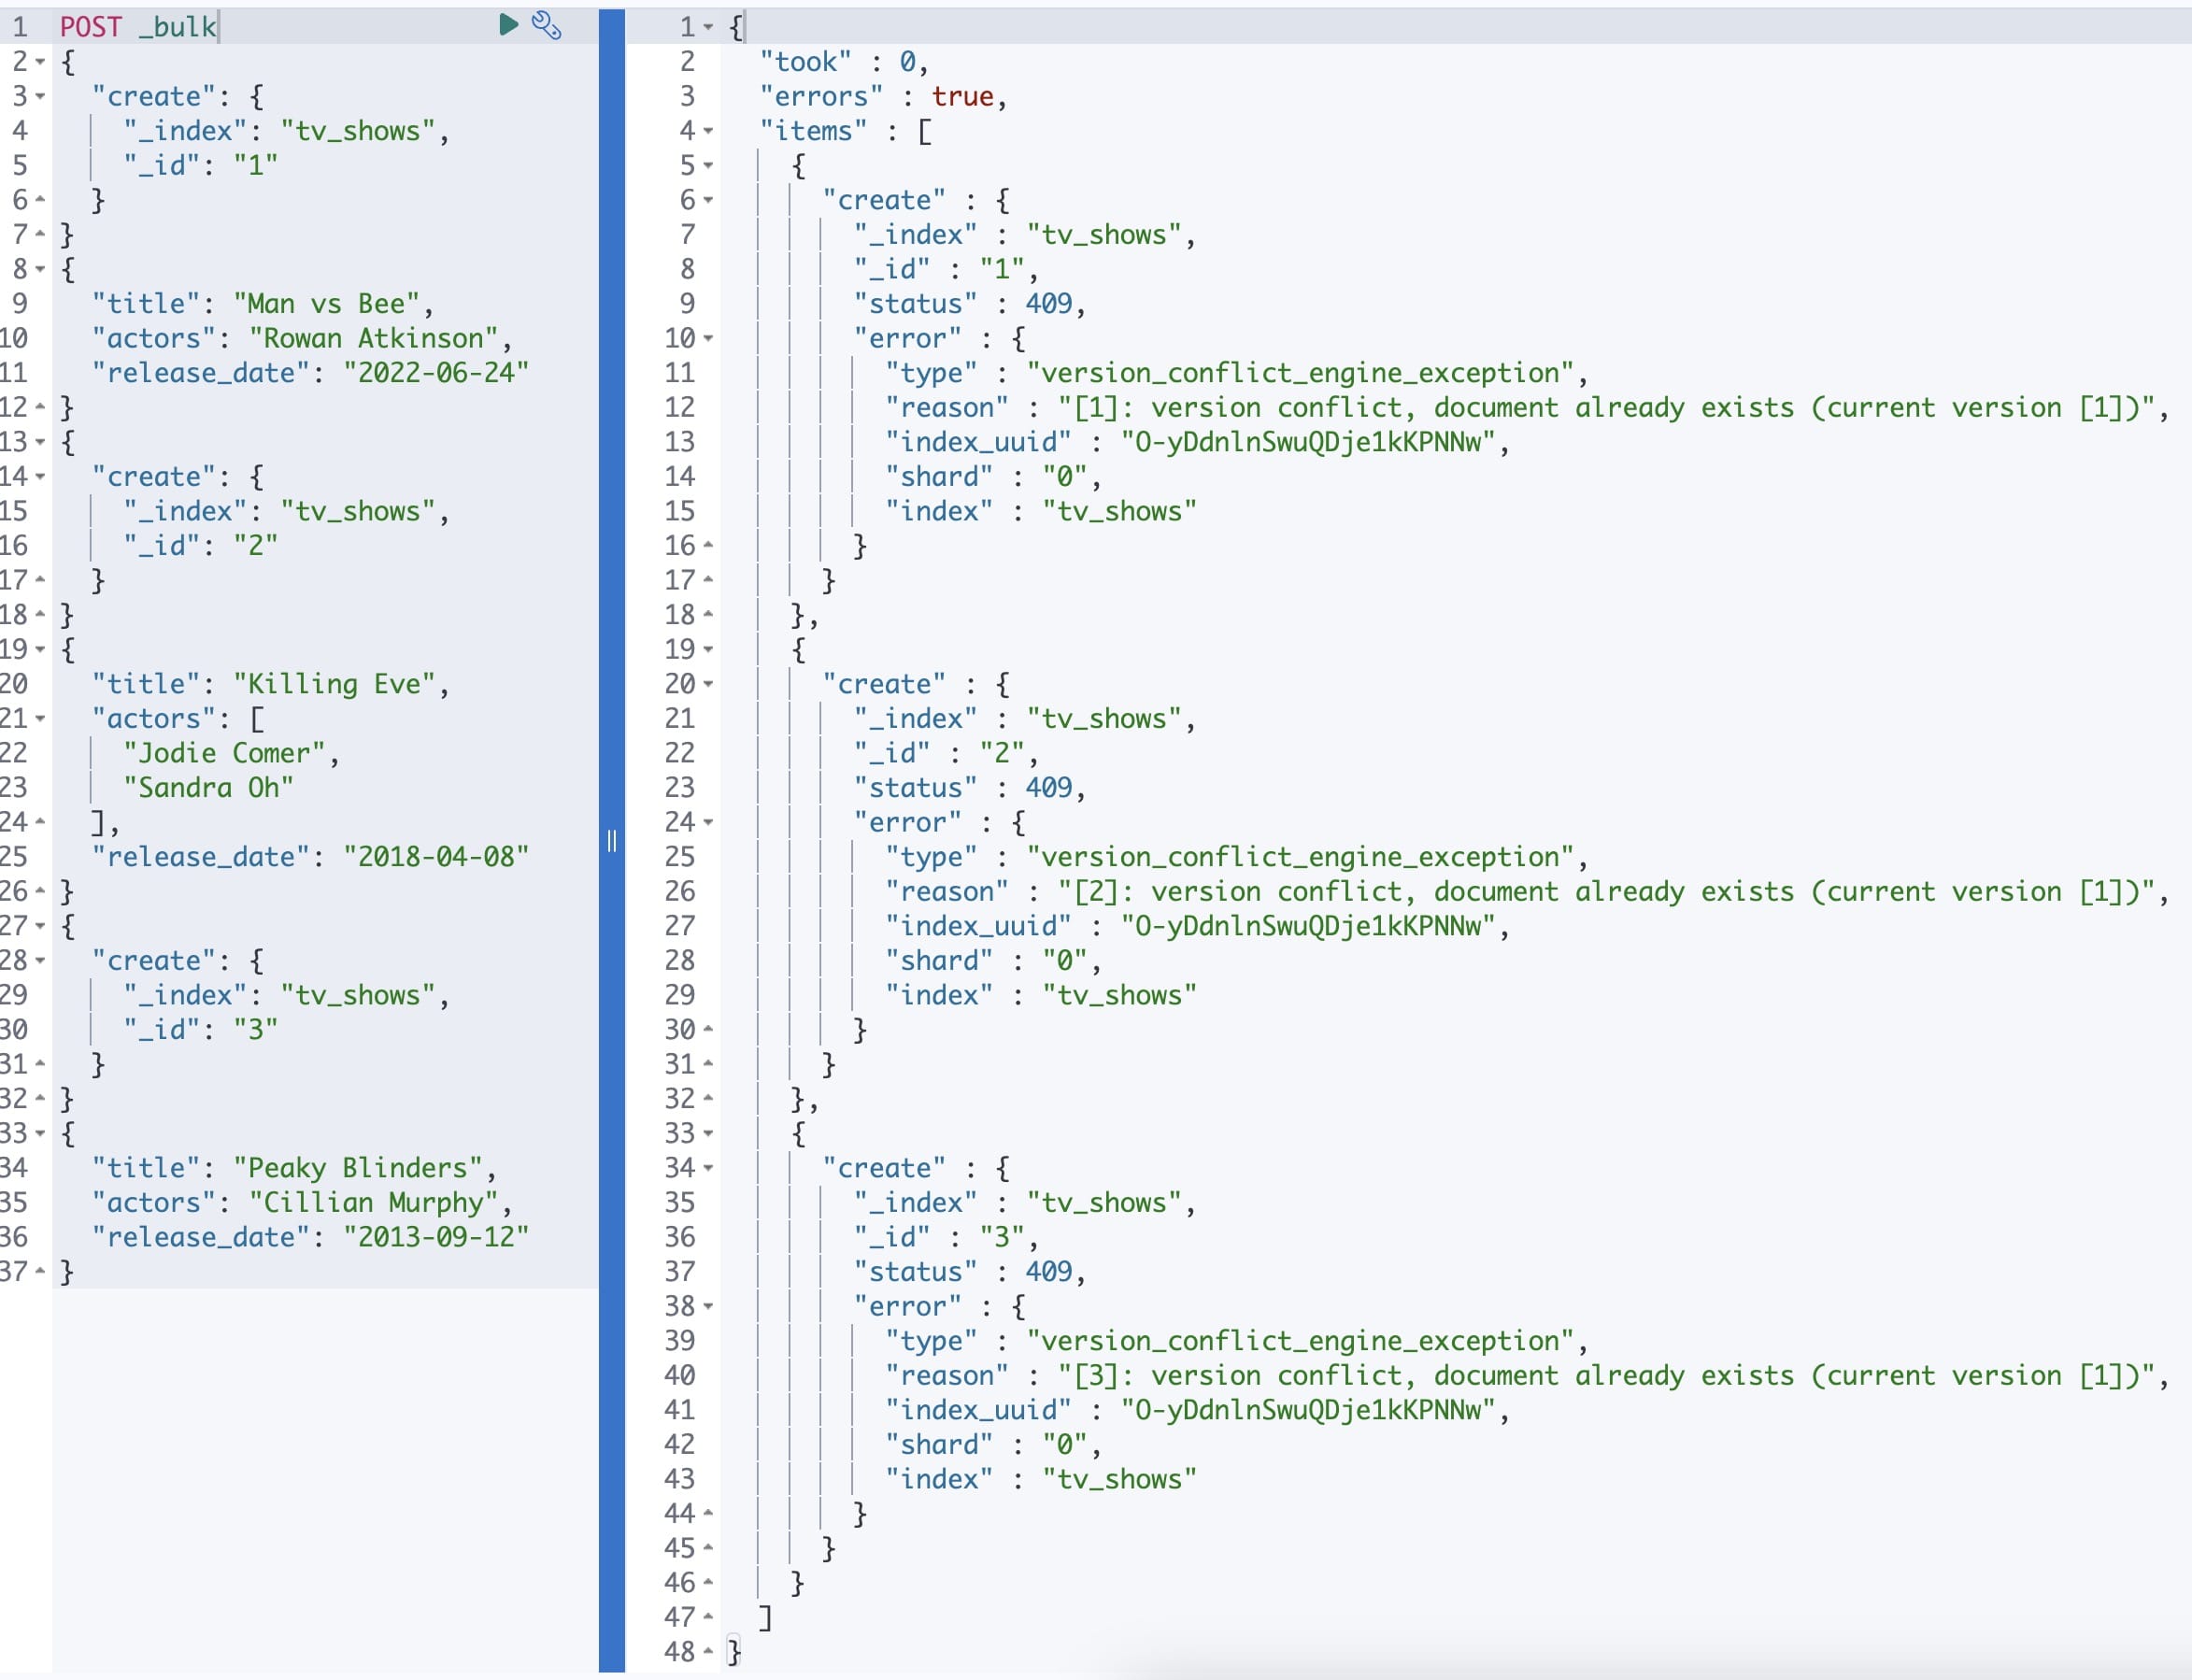 1 POST _bulk
2 {
3 "create": {
4 "_index": "tv_shows",
5 "_id": "1"
6 }
7 }
8 {
9 "title": "Man vs Bee",
10 "actors": "Rowan Atkinson",
11 "release_date": "2022-06-24"
12 }
13 {
14 "create": {
15 "_index": "tv_shows",
16 "_id": "2"
17 }
18 }
19 {
20 "title": "Killing Eve",
21 "actors": [
22 "Jodie Comer",
23 "Sandra Oh"
24 ],
25 "release_date": "2018-04-08"
26 }
27 {
28 "create": {
29 "_index": "tv_shows",
30 "_id": "3"
31 }
32 }
33 {
34 "title": "Peaky Blinders",
35 "actors": "Cillian Murphy",
36 "release_date": "2013-09-12"
37 }
1 {
2 "took" : 0,
3 "errors" : true,
4 "items" : [
5 {
6 "create" : {
7 "_index" : "tv_shows",
8 "_id" : "1",
9 "status" : 409,
10 "error" : {
11 "type" : "version_conflict_engine_exception",
12 "reason" : "[1]: version conflict, document already exists (current version [1])",
13 "index_uuid" : "O-yDdnlnSwuQDje1kKPNNw",
14 "shard" : "0",
15 "index" : "tv_shows"
16 }
17 }
18 },
19 {
20 "create" : {
21 "_index" : "tv_shows",
22 "_id" : "2",
23 "status" : 409,
24 "error" : {
25 "type" : "version_conflict_engine_exception",
26 "reason" : "[2]: version conflict, document already exists (current version [1])",
27 "index_uuid" : "O-yDdnlnSwuQDje1kKPNNw",
28 "shard" : "0",
29 "index" : "tv_shows"
30 }
31 }
32 },
33 {
34 "create" : {
35 "_index" : "tv_shows",
36 "_id" : "3",
37 "status" : 409,
38 "error" : {
39 "type" : "version_conflict_engine_exception",
40 "reason" : "[3]: version conflict, document already exists (current version [1])",
41 "index_uuid" : "O-yDdnlnSwuQDje1kKPNNw",
42 "shard" : "0",
43 "index" : "tv_shows"
44 }
45 }
46 }
47 ]
48 }